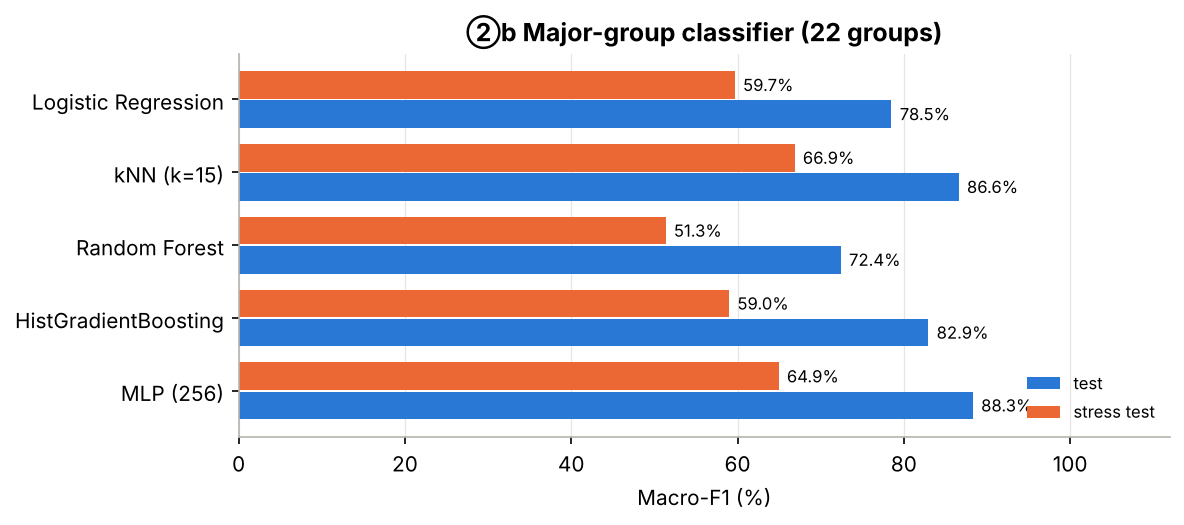 ②b Major-group classifier (22 groups)
Logistic Regression
59.7%
78.5%
kNN (k=15)
66.9%
86.6%
Random Forest
51.3%
72.4%
HistGradientBoosting
59.0%
82.9%
MLP (256)
64.9%
88.3%
test
stress test
0 20 40 60 80 100
Macro-F1 (%)